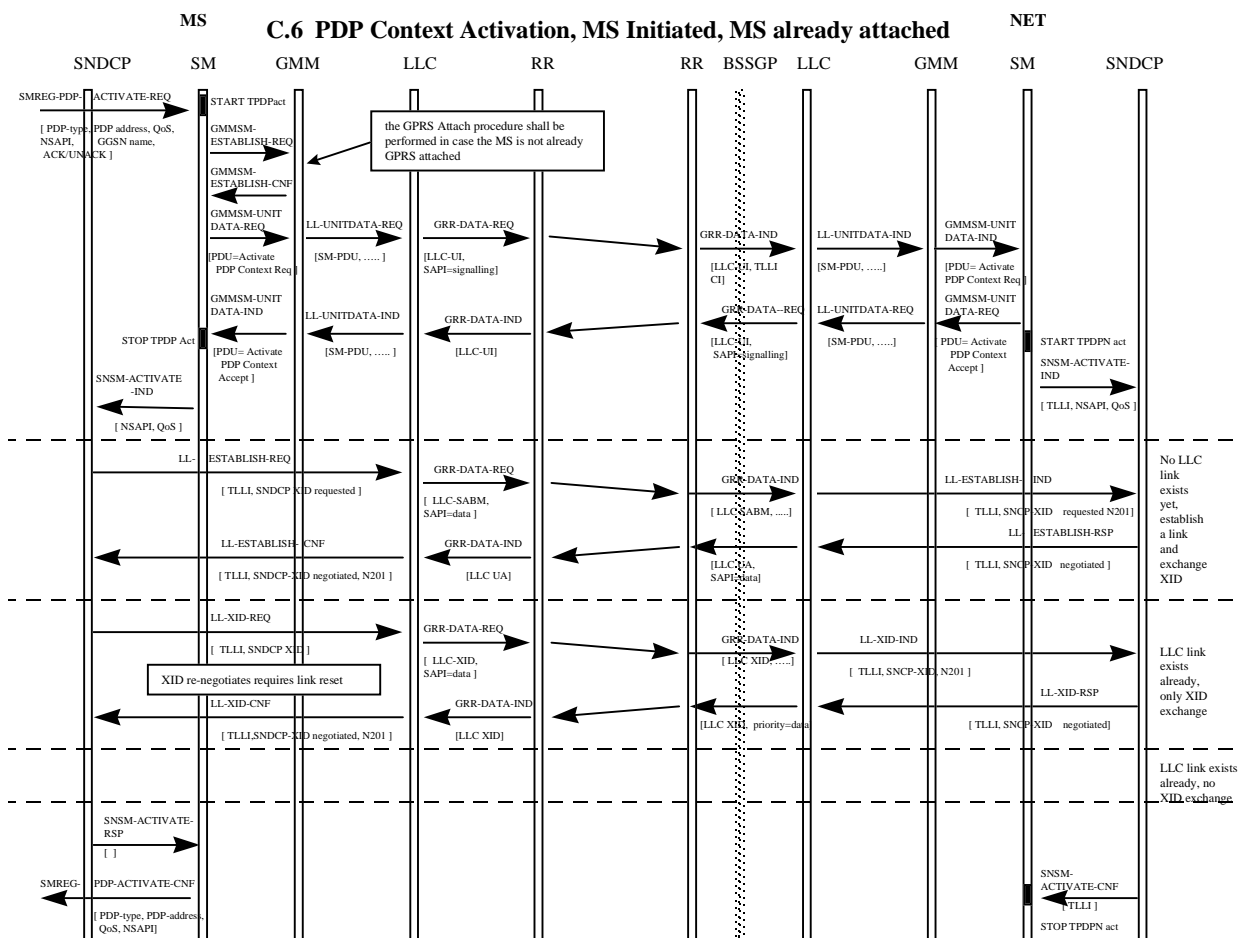 MS
NET
C.6 PDP Context Activation, MS Initiated, MS already attached
SNDCP SM GMM LLC RR RR BSSGP LLC GMM SM SNDCP
SMREG-PDP- ACTIVATE-REQ
[ PDP-type, PDP address, QoS,
NSAPI, GGSN name,
ACK/UNACK ]
START TPDPact
GMMSM-
ESTABLISH-REQ
the GPRS Attach procedure shall be
performed in case the MS is not already
GPRS attached
GMMSM-
ESTABLISH-CNF
GMMSM-UNIT
DATA-REQ
[PDU=Activate
PDP Context Req ]
LL-UNITDATA-REQ
[SM-PDU, ….. ]
GRR-DATA-REQ
[LLC-UI,
SAPI=signalling]
GRR-DATA-IND
[LLC-UI, TLLI
CI]
LL-UNITDATA-IND
[SM-PDU, …..]
GMMSM-UNIT
DATA-IND
[PDU= Activate
PDP Context Req ]
GMMSM-UNIT
DATA-IND
STOP TPDP Act
[PDU= Activate
PDP Context
Accept ]
LL-UNITDATA-IND
[SM-PDU, ….. ]
GRR-DATA-IND
[LLC-UI]
GRR-DATA--REQ
[LLC-UI,
SAPI=signalling]
LL-UNITDATA-REQ
[SM-PDU, …..]
GMMSM-UNIT
DATA-REQ
[ PDU= Activate
PDP Context
Accept ]
START TPDPN act
SNSM-ACTIVATE-
IND
[ TLLI, NSAPI, QoS ]
SNSM-ACTIVATE
-IND
[ NSAPI, QoS ]
LL- ESTABLISH-REQ
[ TLLI, SNDCP XID requested ]
GRR-DATA-REQ
[ LLC-SABM,
SAPI=data ]
GRR-DATA-IND
[ LLC SABM, .....]
LL-ESTABLISH- IND
[ TLLI, SNCP-XID requested N201]
No LLC
link
exists
yet,
establish
a link
and
exchange
XID
LL-ESTABLISH- CNF
[ TLLI, SNDCP-XID negotiated, N201 ]
GRR-DATA-IND
[LLC UA]
[LLC UA,
SAPI=data]
LL ESTABLISH-RSP
[ TLLI, SNCP-XID negotiated ]
LL-XID-REQ
[ TLLI, SNDCP XID ]
GRR-DATA-REQ
[ LLC-XID,
SAPI=data ]
GRR-DATA-IND
[ LLC XID, …..]
LL-XID-IND
[ TLLI, SNCP-XID, N201 ]
LLC link
exists
already,
only XID
exchange
XID re-negotiates requires link reset
LL-XID-CNF
[ TLLI,SNDCP-XID negotiated, N201 ]
GRR-DATA-IND
[LLC XID]
[LLC XID, priority=data
LL-XID-RSP
[ TLLI, SNCP-XID negotiated]
LLC link exists
already, no
XID exchange
SNSM-ACTIVATE-
RSP
[ ]
SMREG- PDP-ACTIVATE-CNF
[ PDP-type, PDP-address,
QoS, NSAPI]
SNSM-
ACTIVATE-CNF
[ TLLI ]
STOP TPDPN act